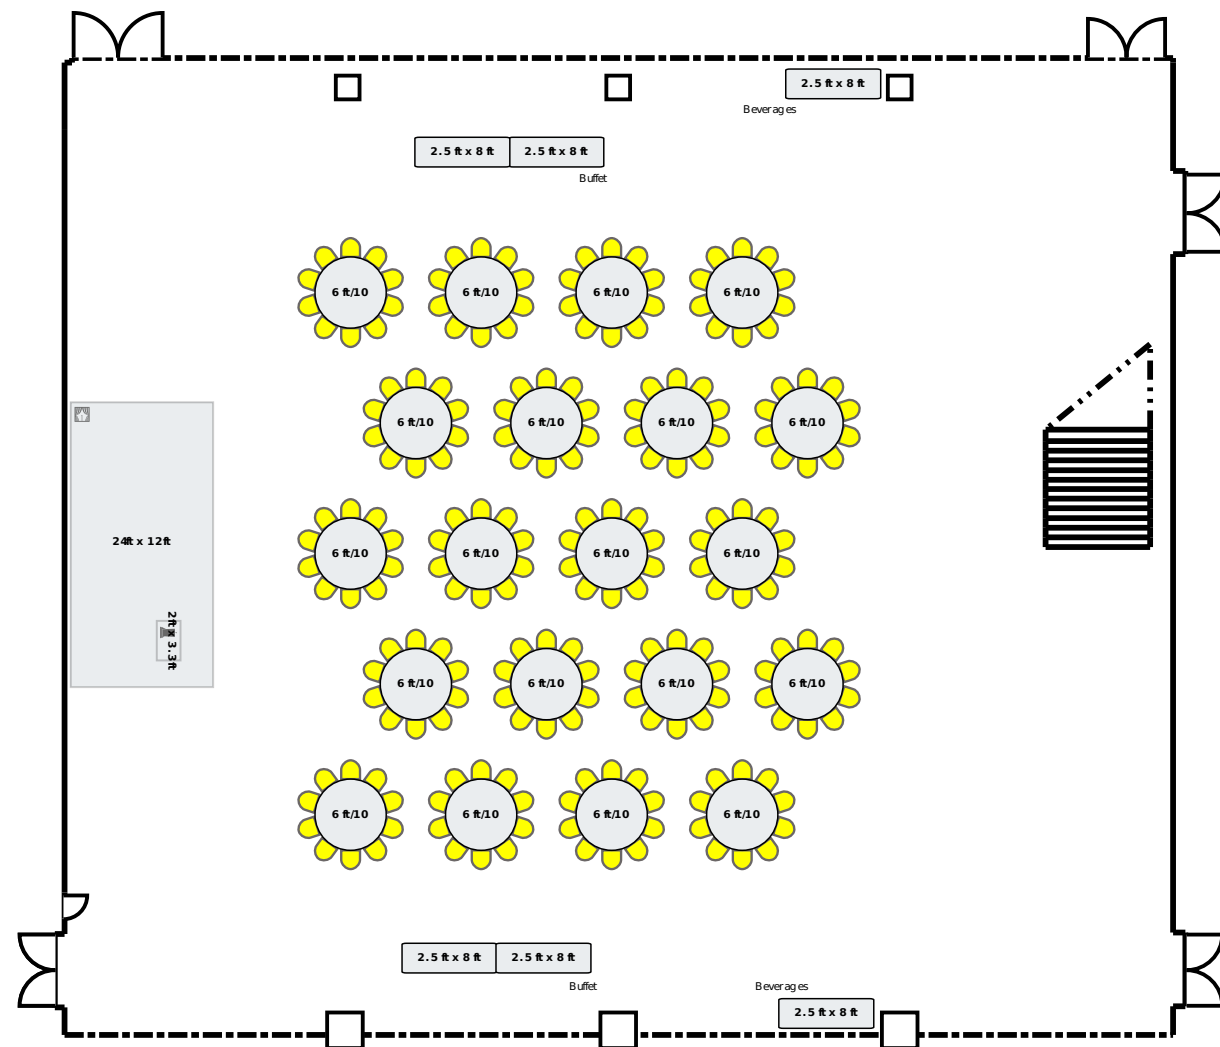 2.5 ft x 8 ft
Beverages
2.5 ft x 8 ft 2.5 ft x 8 ft
Buffet
6 ft/10 6 ft/10 6 ft/10 6 ft/10
6 ft/10 6 ft/10 6 ft/10 6 ft/10
24ft x 12ft
6 ft/10 6 ft/10 6 ft/10 6 ft/10
2ft x 3.3ft
6 ft/10 6 ft/10 6 ft/10 6 ft/10
6 ft/10 6 ft/10 6 ft/10 6 ft/10
2.5 ft x 8 ft 2.5 ft x 8 ft
Buffet
Beverages
2.5 ft x 8 ft